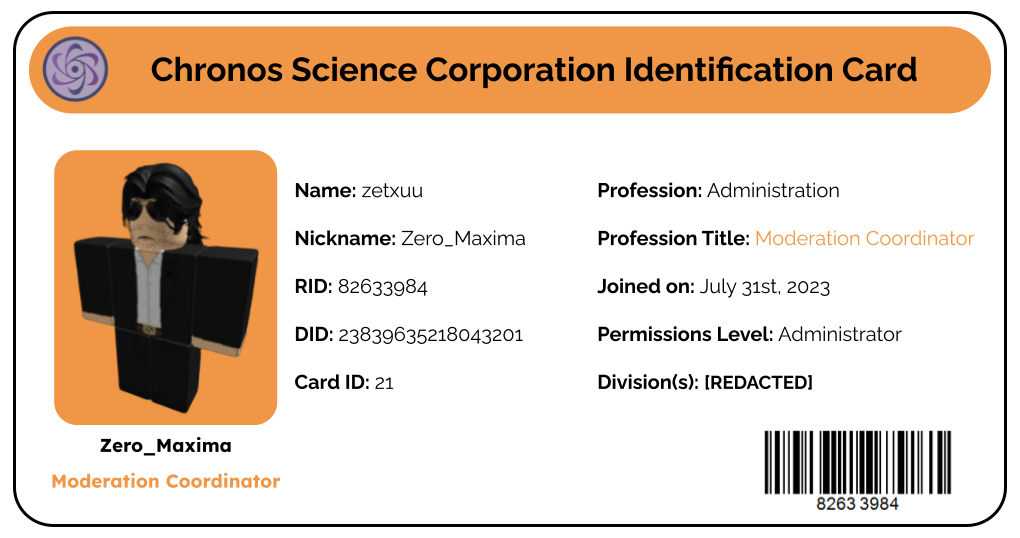 Chronos Science Corporation Identification Card
Name: zetxuu
Nickname: Zero_Maxima
RID: 82633984
DID: 23839635218043201
Card ID: 21
Profession: Administration
Profession Title: Moderation Coordinator
Joined on: July 31st, 2023
Permissions Level: Administrator
Division(s): [REDACTED]
Zero_Maxima
Moderation Coordinator
8263 3984